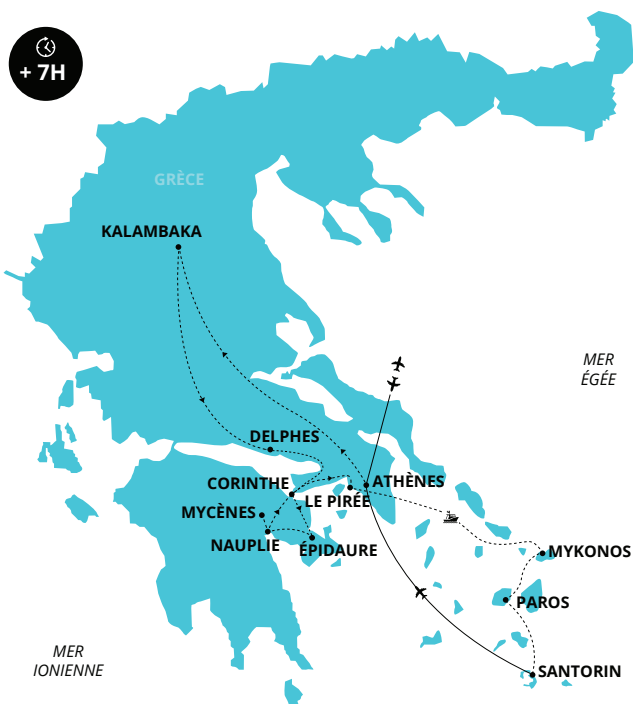 + 7H
GRÈCE
KALAMBAKA
MER
ÉGÉE
DELPHES
CORINTHE
ATHÈNES
LE PIRÉE
MYCÈNES
NAUPLIE
ÉPIDAURE
MYKONOS
PAROS
MER
IONIENNE
SANTORIN